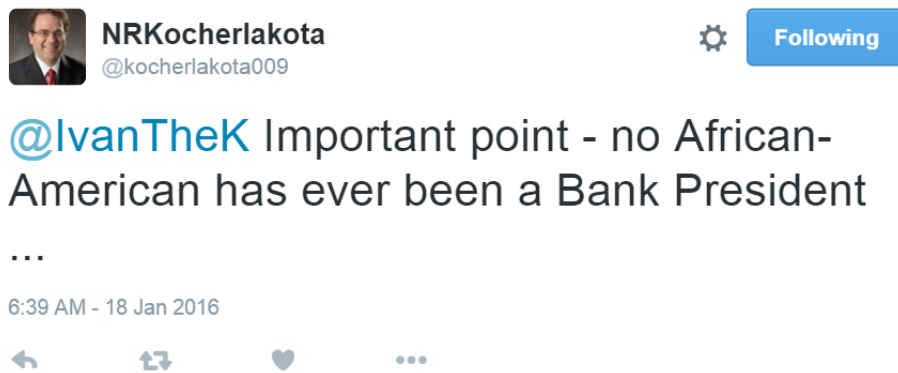 NRKocherlakota
Following
@kocherlakota009
@IvanTheK Important point - no African-
American has ever been a Bank President
...
6:39 AM - 18 Jan 2016